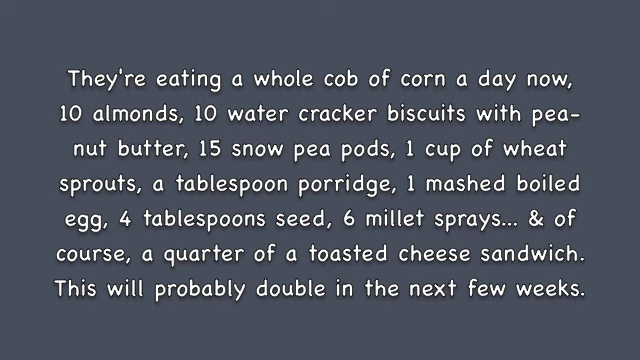 They're eating a whole cob of corn a day now,
10 almonds, 10 water cracker biscuits with pea-
nut butter, 15 snow pea pods, 1 cup of wheat
sprouts, a tablespoon porridge, 1 mashed boiled
egg, 4 tablespoons seed, 6 millet sprays... & of
course, a quarter of a toasted cheese sandwich.
This will probably double in the next few weeks.